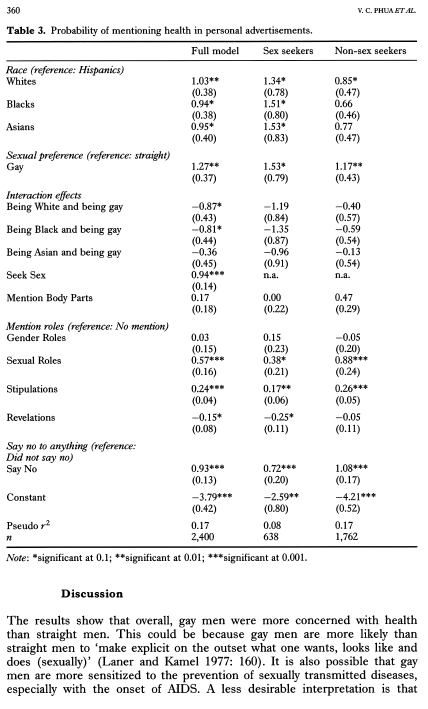 360 V. C. PHUA ET AL.
Table 3. Probability of mentioning health in personal advertisements.
Full model Sex seekers Non-sex seekers
Race (reference: Hispanics)
Whites 1.03** 1.34* 0.85*
(0.38) (0.78) (0.47)
Blacks 0.94* 1.51* 0.66
(0.38) (0.80) (0.46)
Asians 0.95* 1.53* 0.77
(0.40) (0.83) (0.47)
Sexual preference (reference: straight)
Gay 1.27** 1.53* 1.17**
(0.37) (0.79) (0.43)
Interaction effects
Being White and being gay −0.87* −1.19 −0.40
(0.43) (0.84) (0.57)
Being Black and being gay −0.81* −1.35 −0.59
(0.44) (0.87) (0.54)
Being Asian and being gay −0.36 −0.96 −0.13
(0.45) (0.91) (0.54)
Seek Sex 0.94*** n.a. n.a.
(0.14)
Mention Body Parts 0.17 0.00 0.47
(0.18) (0.22) (0.29)
Mention roles (reference: No mention)
Gender Roles 0.03 0.15 −0.05
(0.15) (0.23) (0.20)
Sexual Roles 0.57*** 0.38* 0.88***
(0.16) (0.21) (0.24)
Stipulations 0.24*** 0.17** 0.26***
(0.04) (0.06) (0.05)
Revelations −0.15* −0.25* −0.05
(0.08) (0.11) (0.11)
Say no to anything (reference:
Did not say no)
Say No 0.93*** 0.72*** 1.08***
(0.13) (0.20) (0.17)
Constant −3.79*** −2.59** −4.21***
(0.42) (0.80) (0.52)
Pseudo r2 0.17 0.08 0.17
n 2,400 638 1,762
Note: *significant at 0.1; **significant at 0.01; ***significant at 0.001.
Discussion
The results show that overall, gay men were more concerned with health
than straight men. This could be because gay men are more likely than
straight men to 'make explicit on the outset what one wants, looks like and
does (sexually)' (Laner and Kamel 1977: 160). It is also possible that gay
men are more sensitized to the prevention of sexually transmitted diseases,
especially with the onset of AIDS. A less desirable interpretation is that